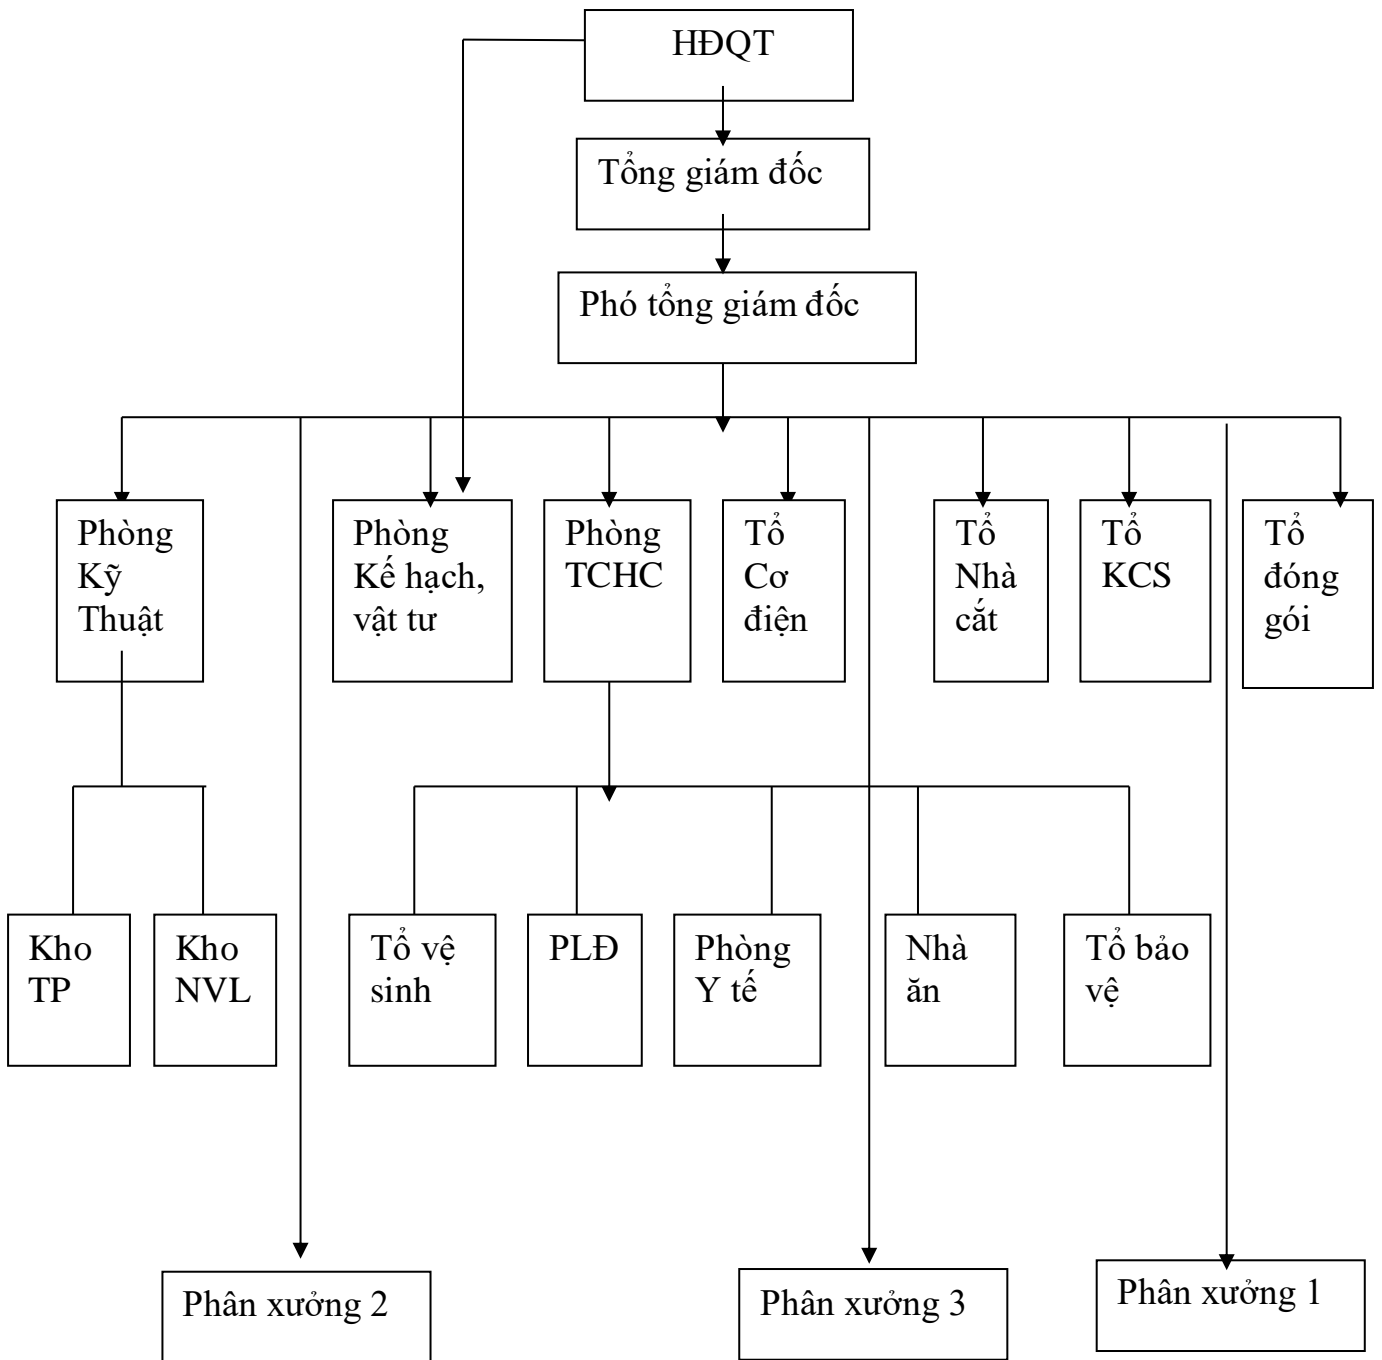 HĐQT
Tổng giám đốc
Phó tổng giám đốc
Phòng
Kỹ
Thuật
Phòng
Kế hạch,
vật tư
Phòng
TCHC
Tổ
Cơ
điện
Tổ
Nhà
cắt
Tổ
KCS
Tổ
đóng
gói
Kho
TP
Kho
NVL
Tổ vệ
sinh
PLĐ
Phòng
Y tế
Nhà
ăn
Tổ bảo
vệ
Phân xưởng 2
Phân xưởng 3
Phân xưởng 1